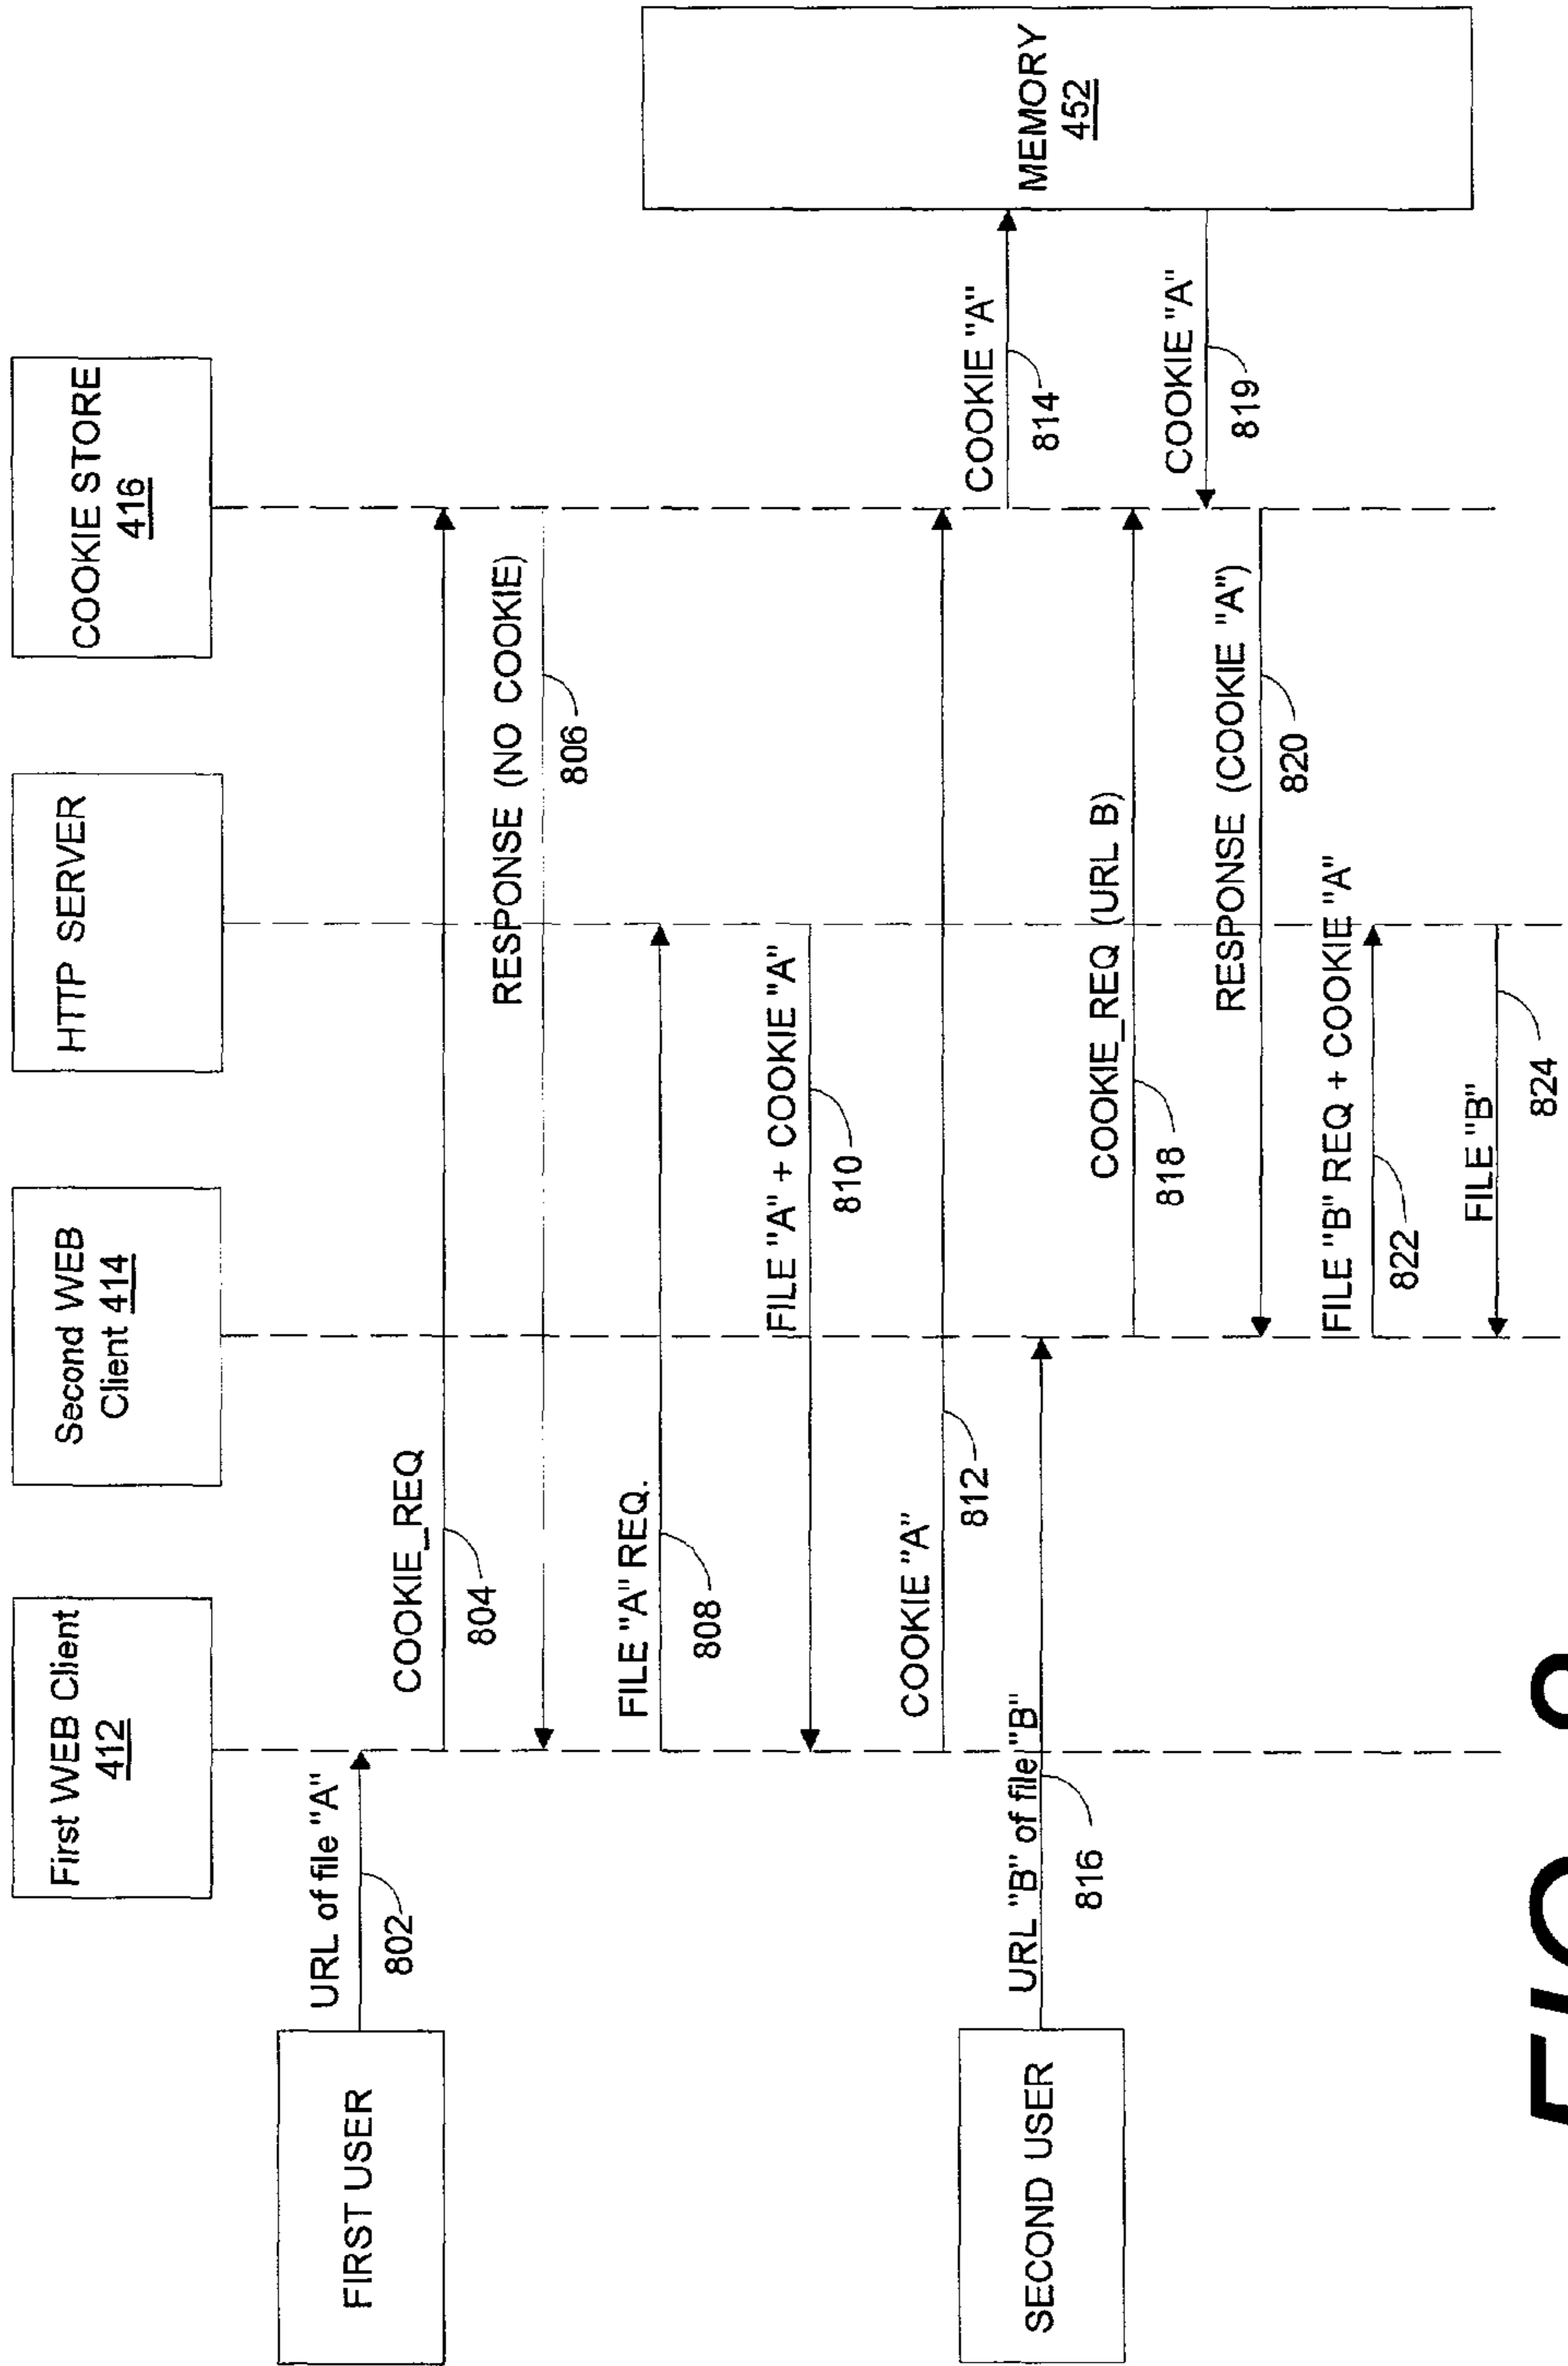 First WEB Client
412
Second WEB
Client 414
HTTP SERVER
COOKIE STORE
416
FIRST USER
URL of file "A"
802
COOKIE_REQ
804
RESPONSE (NO COOKIE)
806
FILE "A" REQ.
808
FILE "A" + COOKIE "A"
810
COOKIE "A"
812
COOKIE "A"
814
MEMORY
452
SECOND USER
URL "B" of file "B"
816
COOKIE_REQ (URL B)
818
COOKIE "A"
819
RESPONSE (COOKIE "A")
820
FILE "B" REQ + COOKIE "A"
822
FILE "B"
824